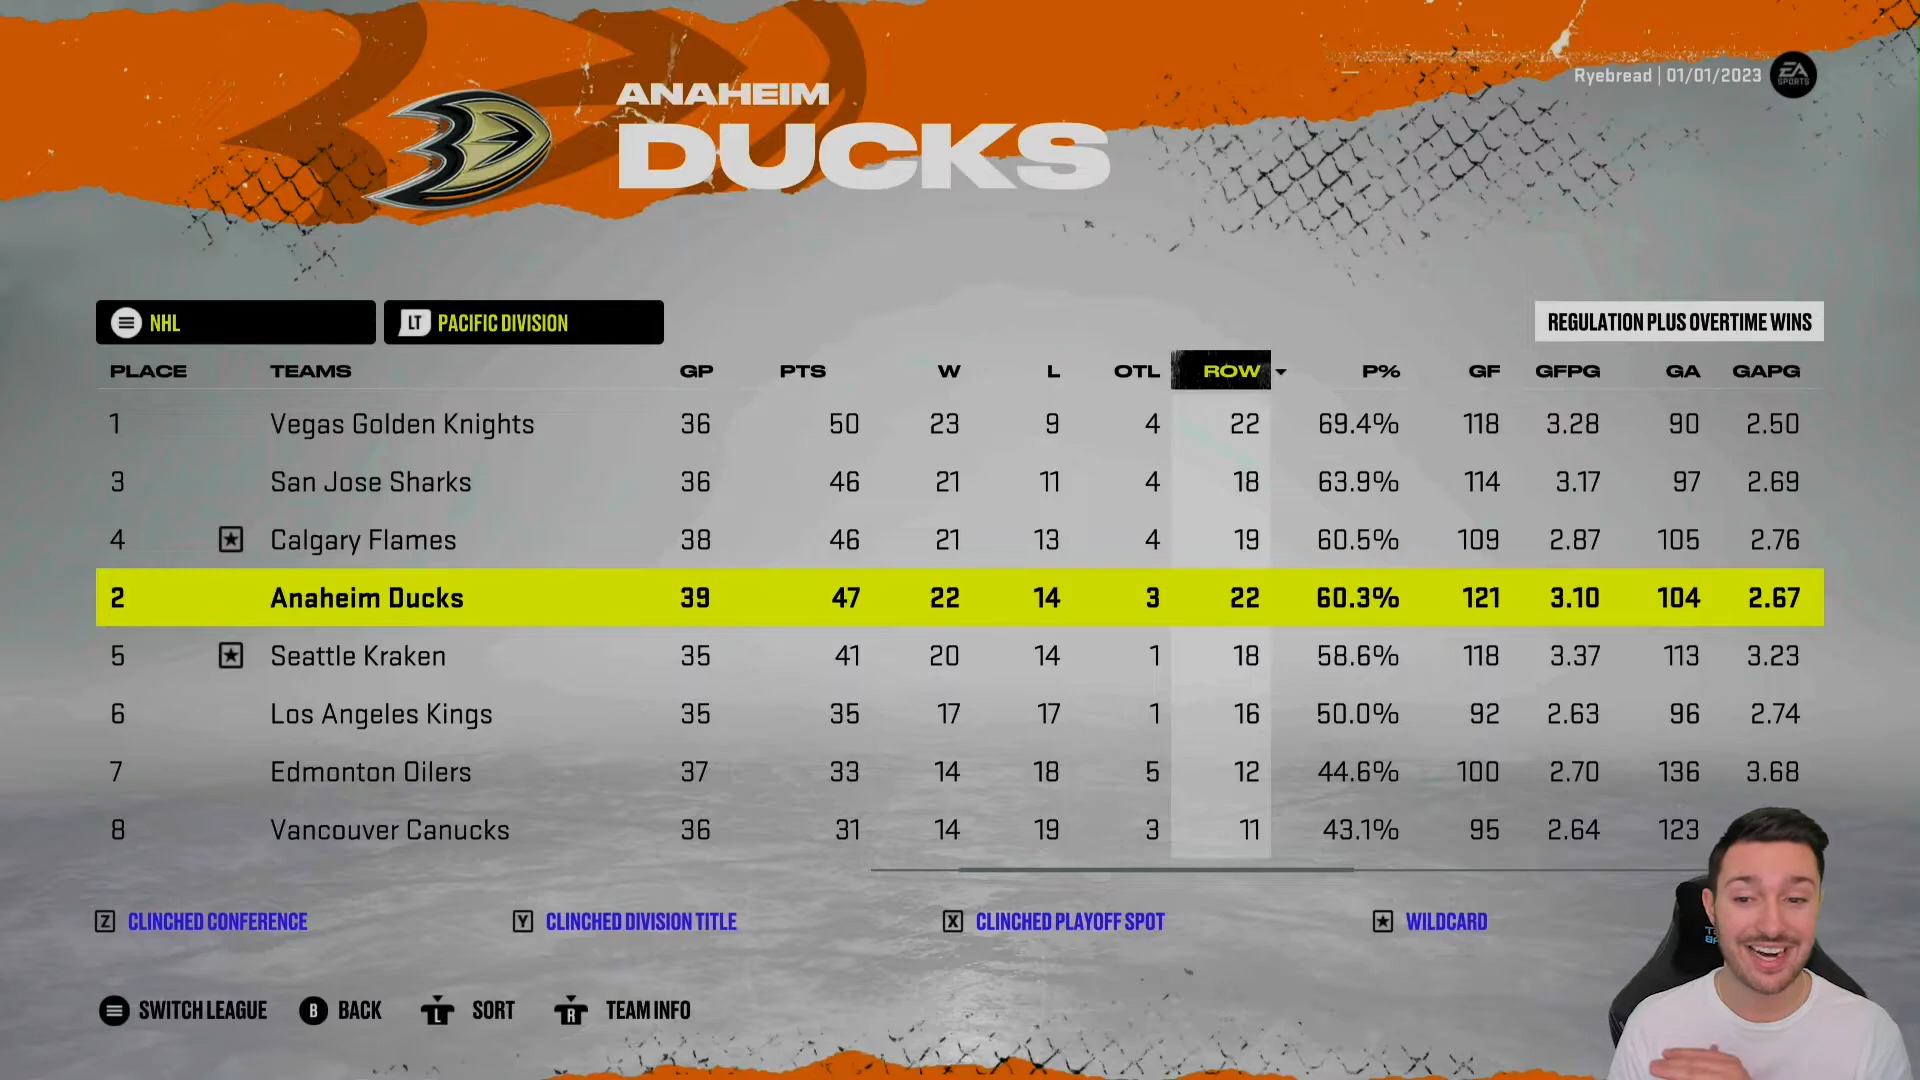 Ryebread | 01/01/2023
EA SPORTS
ANAHEIM
DUCKS
NHL
LT PACIFIC DIVISION
REGULATION PLUS OVERTIME WINS
PLACE TEAMS GP PTS W L OTL ROW P% GF GFPG GA GAPG
1 Vegas Golden Knights 36 50 23 9 4 22 69.4% 118 3.28 90 2.50
3 San Jose Sharks 36 46 21 11 4 18 63.9% 114 3.17 97 2.69
4 Calgary Flames 38 46 21 13 4 19 60.5% 109 2.87 105 2.76
2 Anaheim Ducks 39 47 22 14 3 22 60.3% 121 3.10 104 2.67
5 Seattle Kraken 35 41 20 14 1 18 58.6% 118 3.37 113 3.23
6 Los Angeles Kings 35 35 17 17 1 16 50.0% 92 2.63 96 2.74
7 Edmonton Oilers 37 33 14 18 5 12 44.6% 100 2.70 136 3.68
8 Vancouver Canucks 36 31 14 19 3 11 43.1% 95 2.64 123
Z CLINCHED CONFERENCE Y CLINCHED DIVISION TITLE X CLINCHED PLAYOFF SPOT ★ WILDCARD
SWITCH LEAGUE B BACK L SORT R TEAM INFO